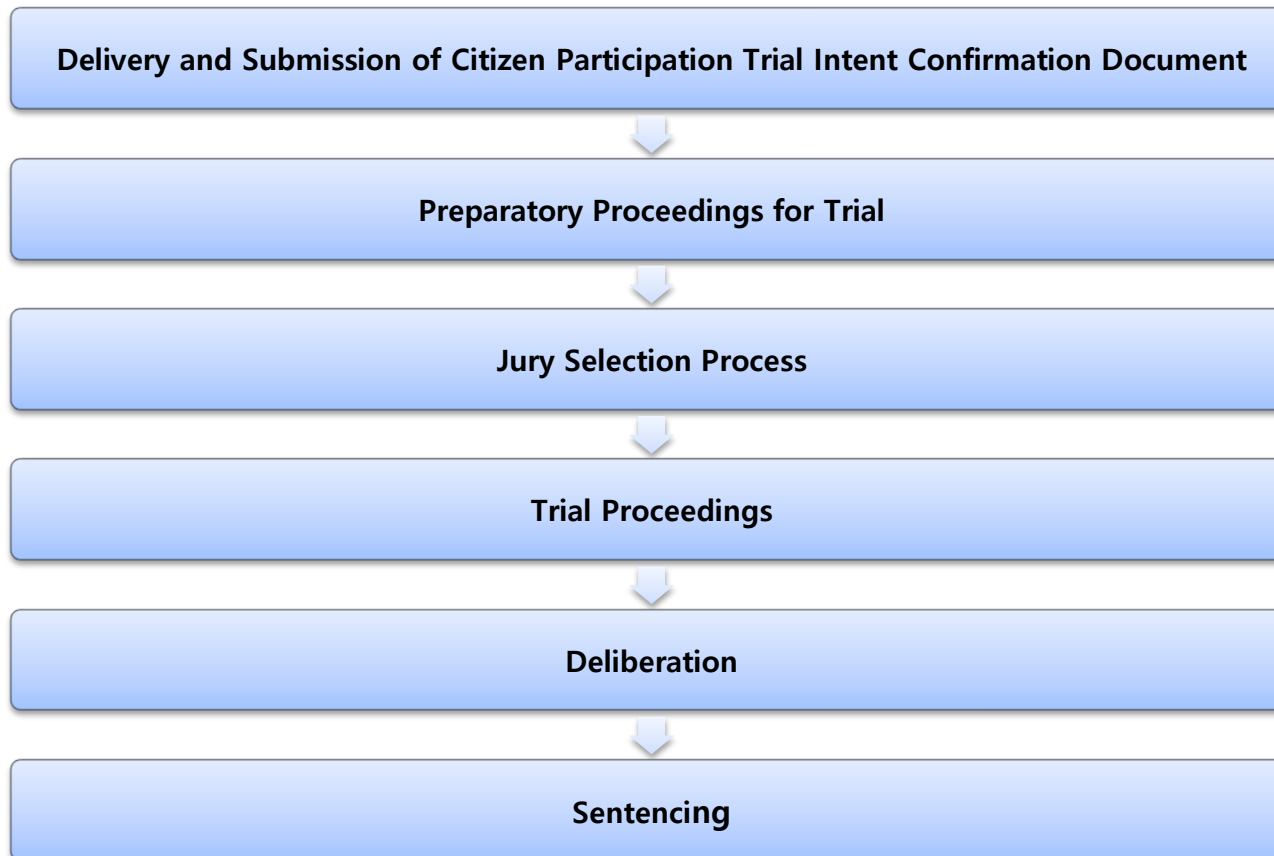 Delivery and Submission of Citizen Participation Trial Intent Confirmation Document
Preparatory Proceedings for Trial
Jury Selection Process
Trial Proceedings
Deliberation
Sentencing